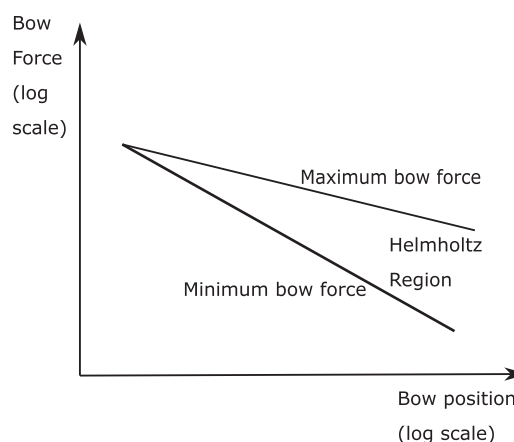 Bow
Force
(log
scale)
Maximum bow force
Helmholtz
Region
Minimum bow force
Bow position
(log scale)